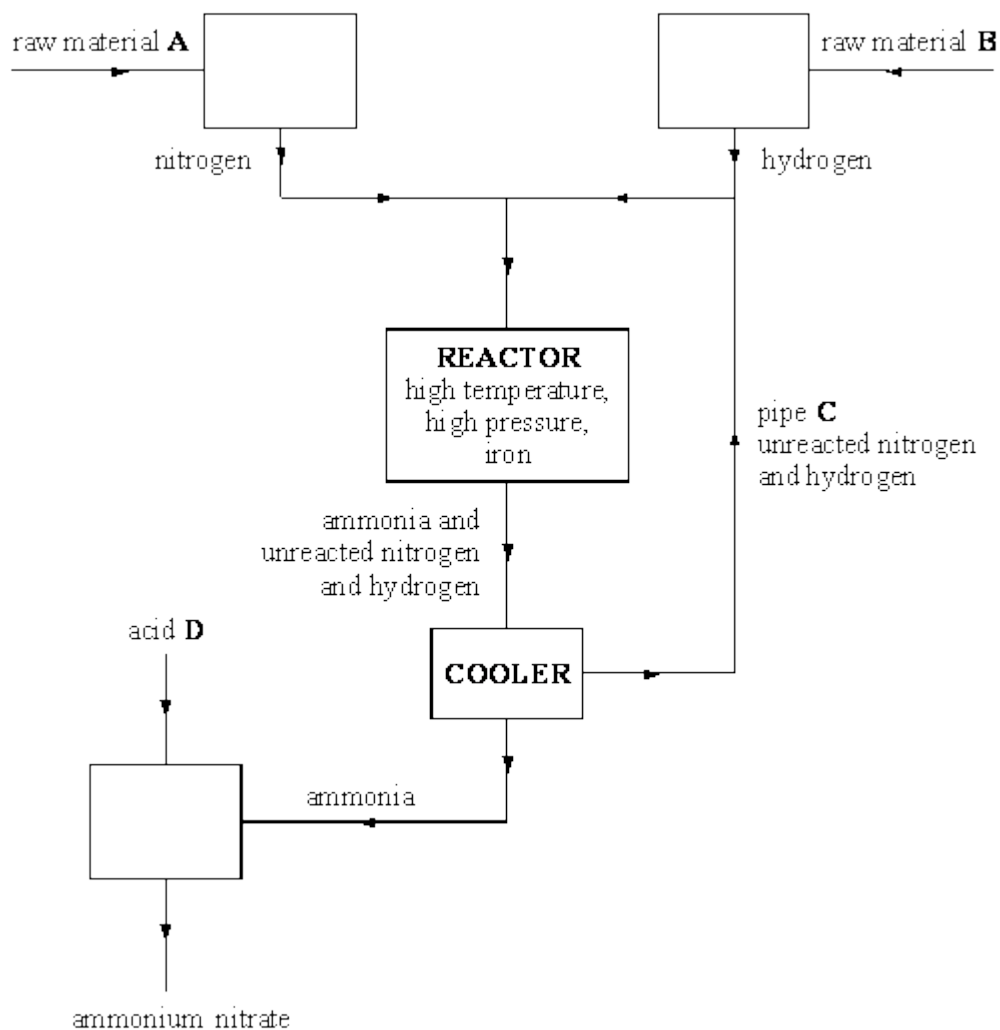 raw material A
raw material B
nitrogen
hydrogen
REACTOR
high temperature,
high pressure,
iron
pipe C
unreacted nitrogen
and hydrogen
ammonia and
unreacted nitrogen
and hydrogen
acid D
COOLER
ammonia
ammonium nitrate